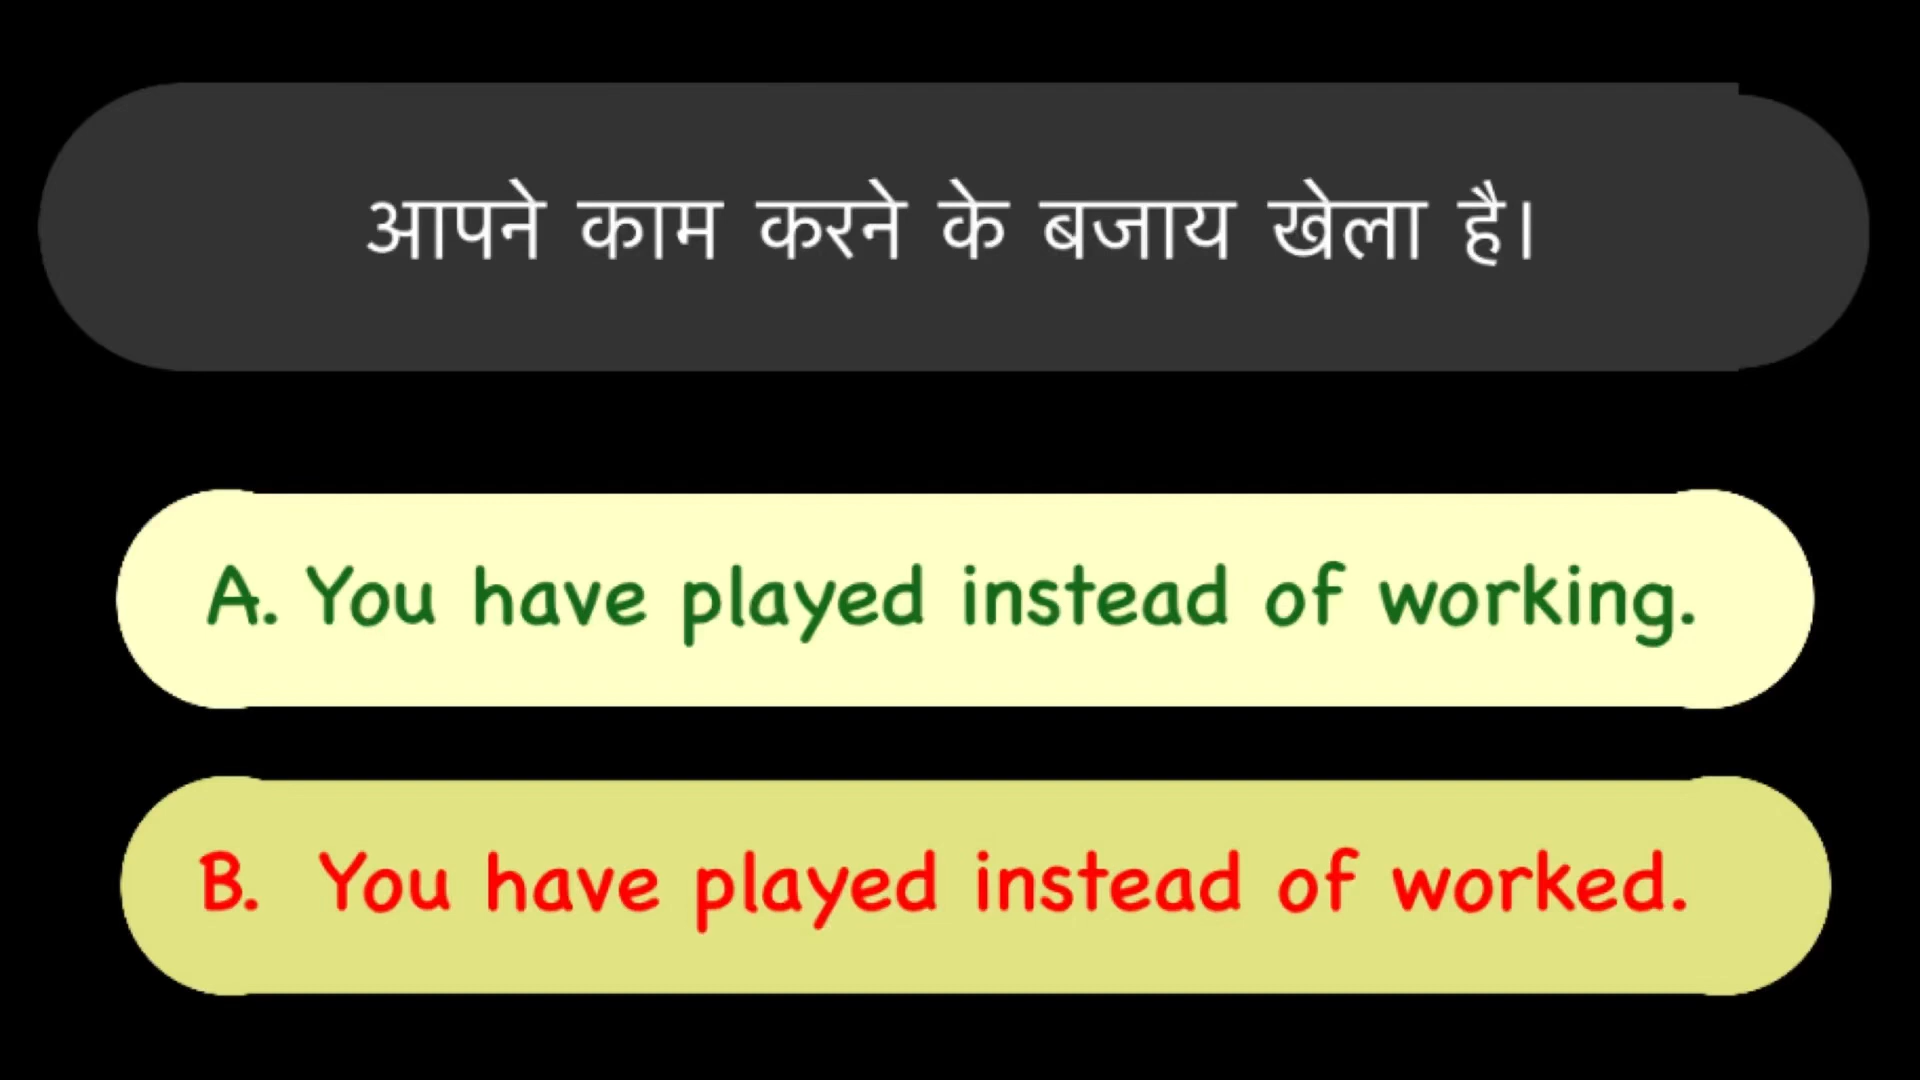 आपने काम करने के बजाय खेला है।
A. You have played instead of working.
B. You have played instead of worked.